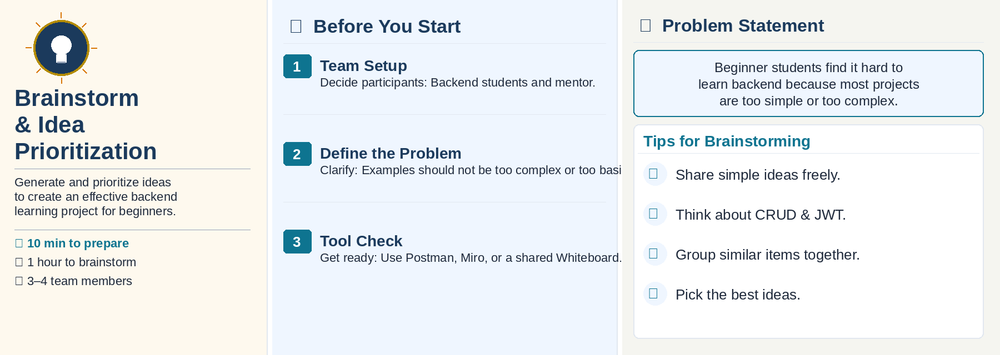 Brainstorm
& Idea
Prioritization
Generate and prioritize ideas
to create an effective backend
learning project for beginners.
10 min to prepare
1 hour to brainstorm
3–4 team members
Before You Start
1
Team Setup
Decide participants: Backend students and mentor.
2
Define the Problem
Clarify: Examples should not be too complex or too basi
3
Tool Check
Get ready: Use Postman, Miro, or a shared Whiteboard.
Problem Statement
Beginner students find it hard to
learn backend because most projects
are too simple or too complex.
Tips for Brainstorming
Share simple ideas freely.
Think about CRUD & JWT.
Group similar items together.
Pick the best ideas.